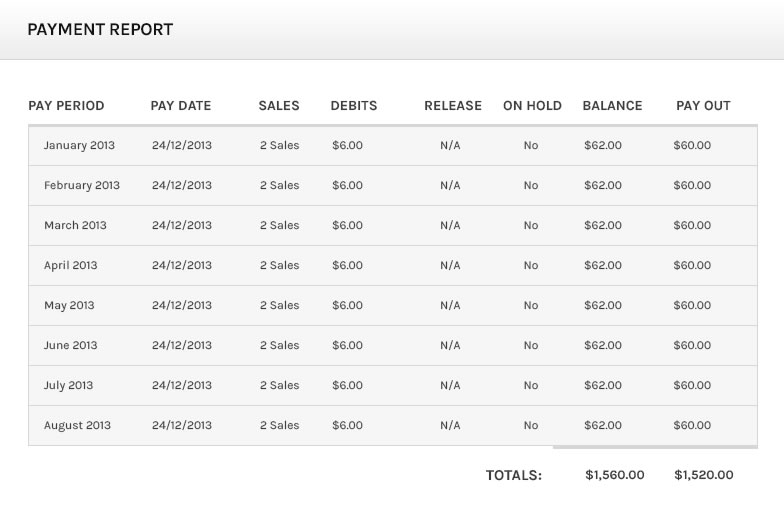 PAYMENT REPORT
PAY PERIOD PAY DATE SALES DEBITS RELEASE ON HOLD BALANCE PAY OUT
January 2013 24/12/2013 2 Sales $6.00 N/A No $62.00 $60.00
February 2013 24/12/2013 2 Sales $6.00 N/A No $62.00 $60.00
March 2013 24/12/2013 2 Sales $6.00 N/A No $62.00 $60.00
April 2013 24/12/2013 2 Sales $6.00 N/A No $62.00 $60.00
May 2013 24/12/2013 2 Sales $6.00 N/A No $62.00 $60.00
June 2013 24/12/2013 2 Sales $6.00 N/A No $62.00 $60.00
July 2013 24/12/2013 2 Sales $6.00 N/A No $62.00 $60.00
August 2013 24/12/2013 2 Sales $6.00 N/A No $62.00 $60.00
TOTALS: $1,560.00 $1,520.00